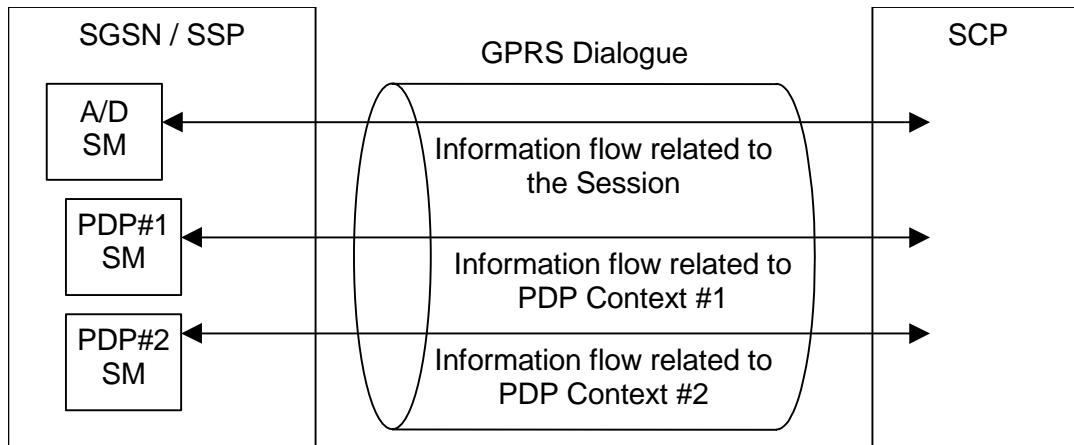 SGSN / SSP
GPRS Dialogue
SCP
A/D
SM
Information flow related to
the Session
PDP#1
SM
Information flow related to
PDP Context #1
PDP#2
SM
Information flow related to
PDP Context #2